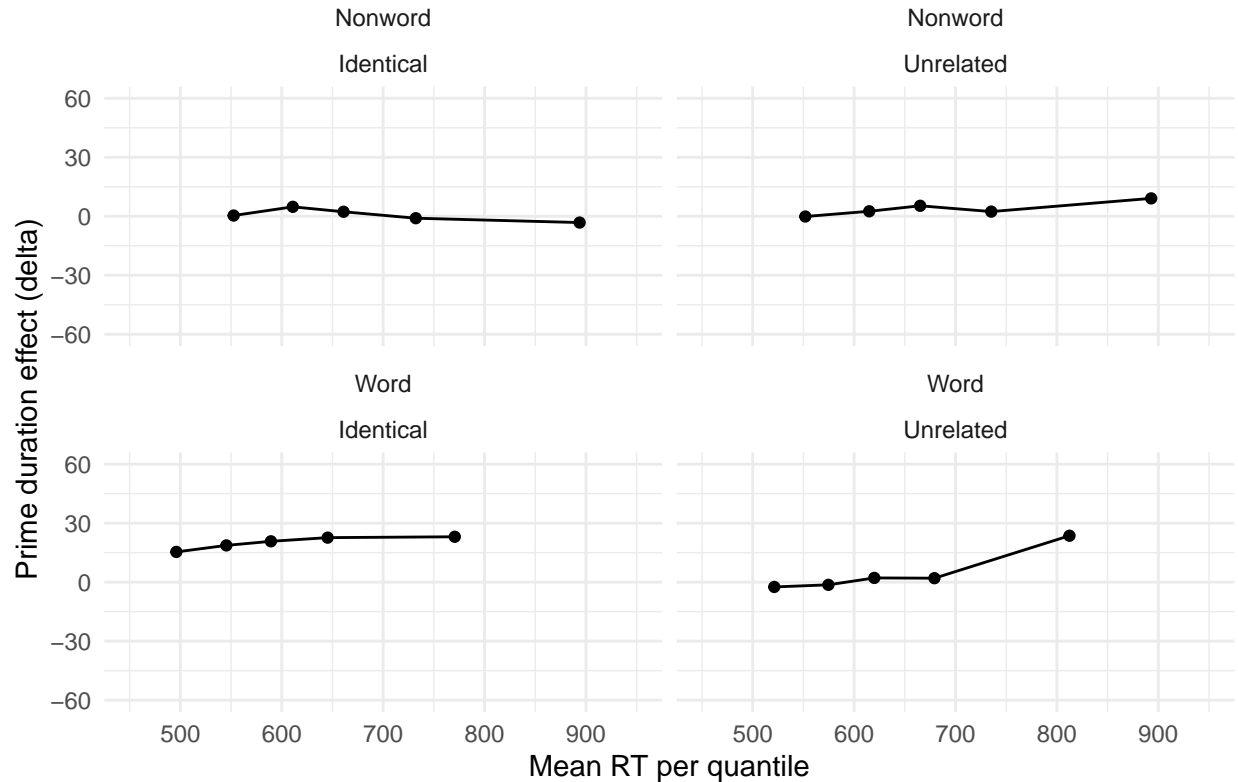 Nonword
Nonword
Identical
Unrelated
60
30
0
−30
−60
Word
Word
Identical
Unrelated
60
30
0
−30
−60
500 600 700 800 900
500 600 700 800 900
Mean RT per quantile
Prime duration effect (delta)